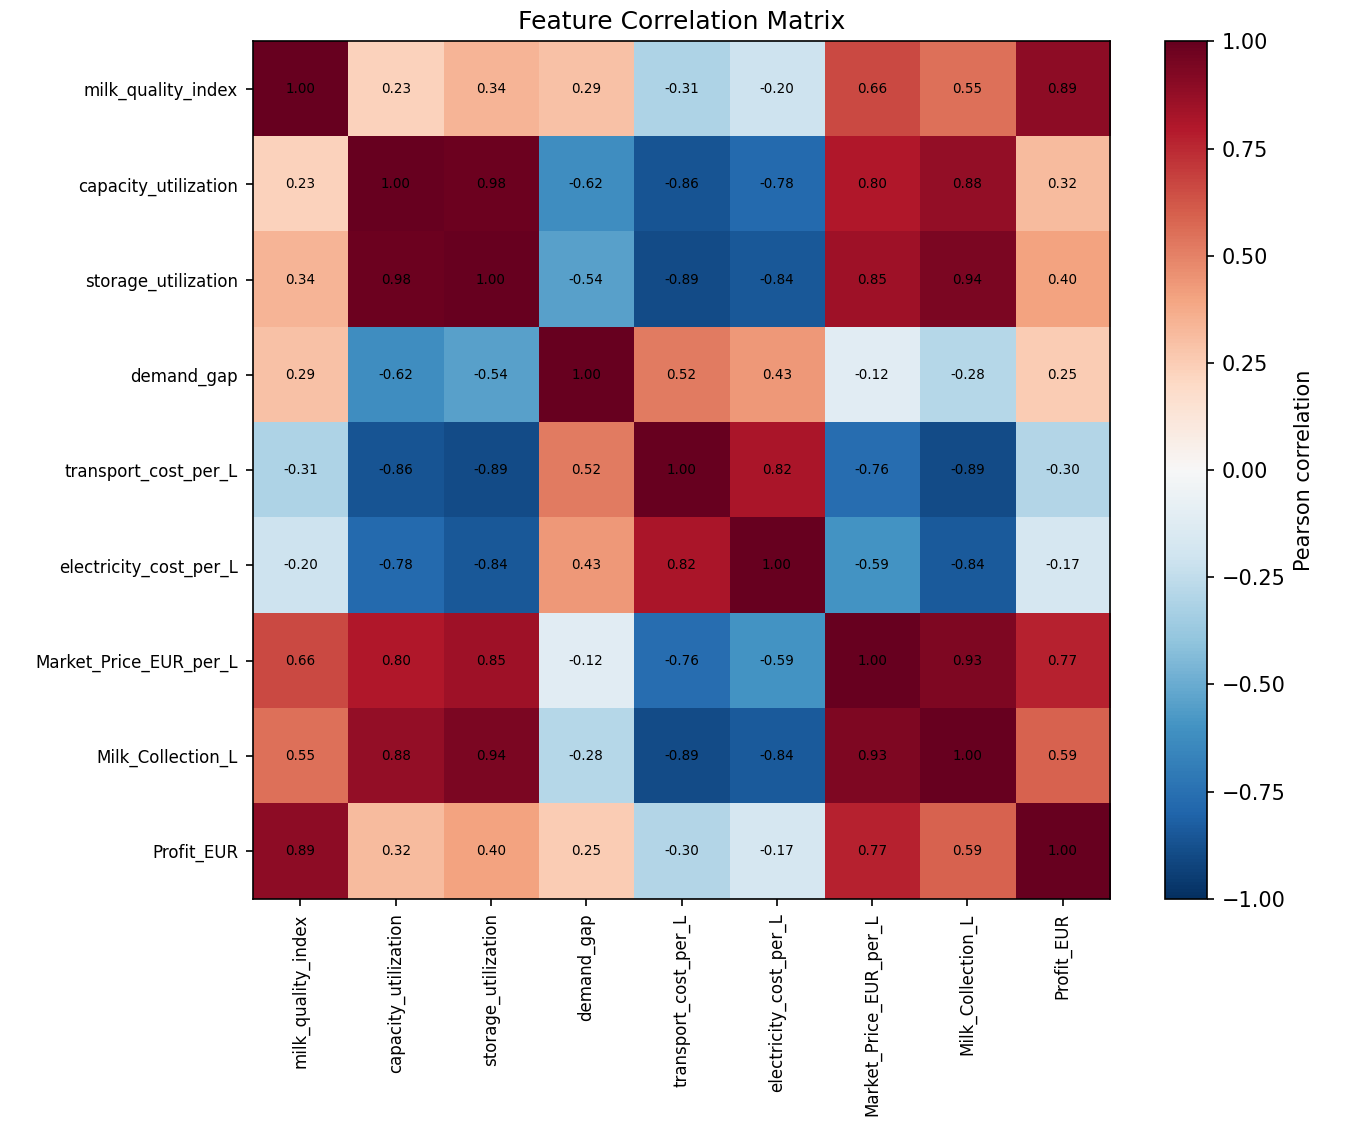 Feature Correlation Matrix
milk_quality_index 1.00 0.23 0.34 0.29 -0.31 -0.20 0.66 0.55 0.89
capacity_utilization 0.23 1.00 0.98 -0.62 -0.86 -0.78 0.80 0.88 0.32
storage_utilization 0.34 0.98 1.00 -0.54 -0.89 -0.84 0.85 0.94 0.40
demand_gap 0.29 -0.62 -0.54 1.00 0.52 0.43 -0.12 -0.28 0.25
transport_cost_per_L -0.31 -0.86 -0.89 0.52 1.00 0.82 -0.76 -0.89 -0.30
electricity_cost_per_L -0.20 -0.78 -0.84 0.43 0.82 1.00 -0.59 -0.84 -0.17
Market_Price_EUR_per_L 0.66 0.80 0.85 -0.12 -0.76 -0.59 1.00 0.93 0.77
Milk_Collection_L 0.55 0.88 0.94 -0.28 -0.89 -0.84 0.93 1.00 0.59
Profit_EUR 0.89 0.32 0.40 0.25 -0.30 -0.17 0.77 0.59 1.00
milk_quality_index
capacity_utilization
storage_utilization
demand_gap
transport_cost_per_L
electricity_cost_per_L
Market_Price_EUR_per_L
Milk_Collection_L
Profit_EUR
1.00
0.75
0.50
0.25
0.00
−0.25
−0.50
−0.75
−1.00
Pearson correlation